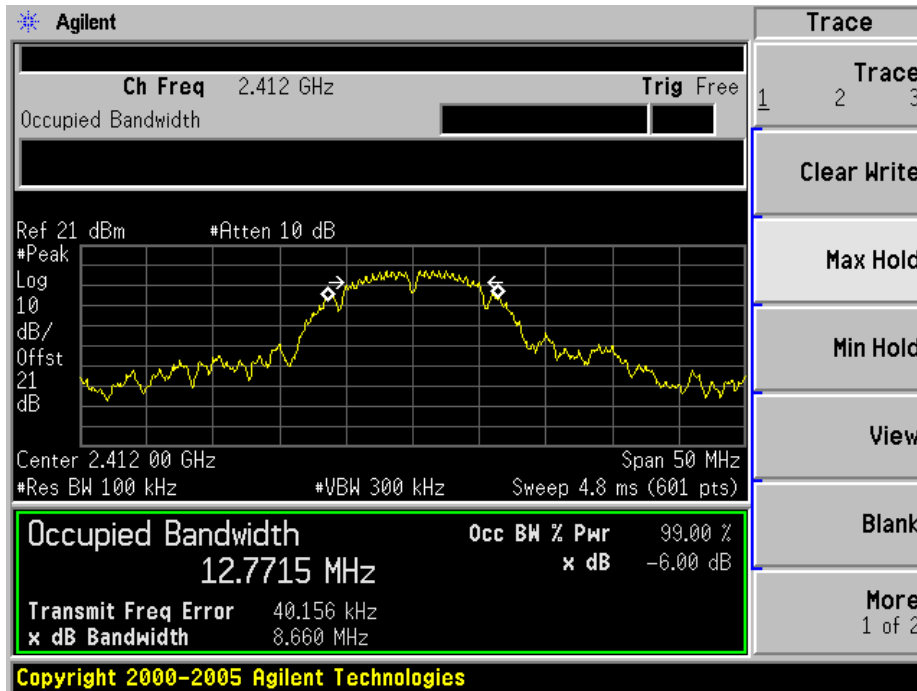 Agilent
Trace
Ch Freq 2.412 GHz Trig Free
Occupied Bandwidth
Trace
1 2 3
Clear Write
Max Hold
Min Hold
View
Blank
More
1 of 2
Ref 21 dBm #Atten 10 dB
#Peak
Log
10
dB/
Offst
21
dB
Center 2.412 00 GHz Span 50 MHz
#Res BW 100 kHz #VBW 300 kHz Sweep 4.8 ms (601 pts)
Occupied Bandwidth
12.7715 MHz
Occ BW % Pwr 99.00 %
x dB -6.00 dB
Transmit Freq Error 40.156 kHz
x dB Bandwidth 8.660 MHz
Copyright 2000-2005 Agilent Technologies